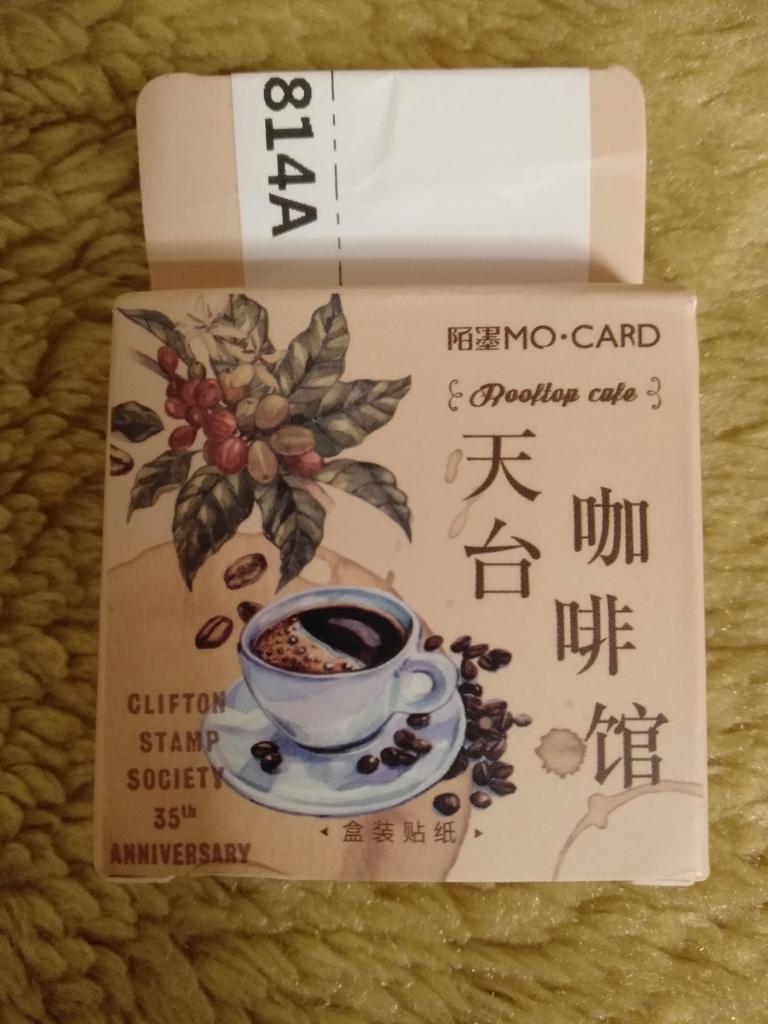 814A
陌墨MO·CARD
Rooftop cafe
天台
咖啡馆
CLIFTON
STAMP
SOCIETY
35th
ANNIVERSARY
盒装贴纸